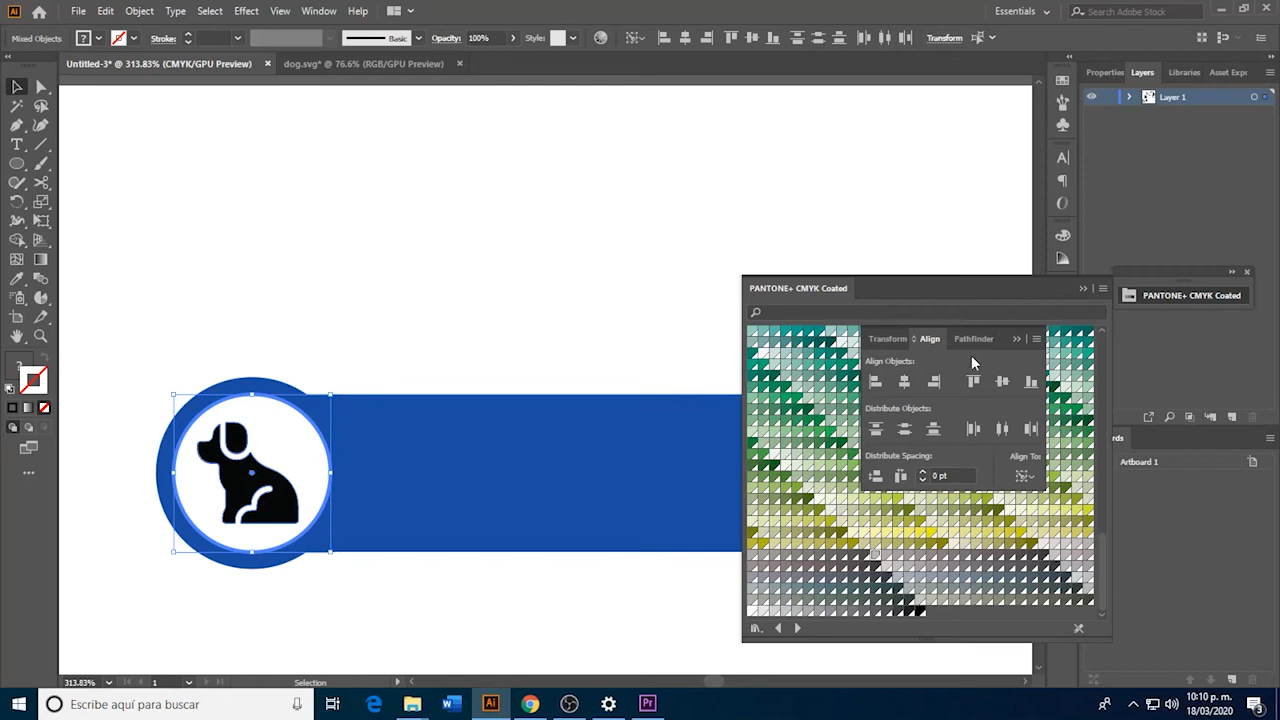 Ai File Edit Object Type Select Effect View Window Help Essentials Search Adobe Stock
Mixed Objects ? Stroke: Basic Opacity: 100% Style: Transform
Untitled-3* @ 313.83% (CMYK/GPU Preview) × dog.svg* @ 76.6% (RGB/GPU Preview) ×
Properties Layers Libraries Asset Expo
Layer 1
PANTONE+ CMYK Coated
PANTONE+ CMYK Coated
Transform Align Pathfinder
Align Objects:
Distribute Objects:
Distribute Spacing: Align To:
0 pt
Artboard 1
313.83% 1 Selection
Escribe aquí para buscar
10:10 p. m.
18/03/2020
3